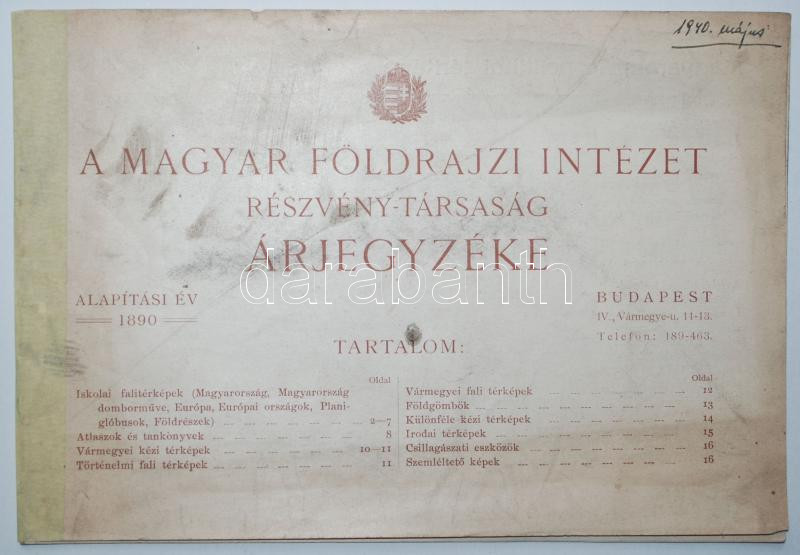 1940. május
A MAGYAR FÖLDRAJZI INTÉZET
RÉSZVÉNY-TÁRSASÁG
ÁRJEGYZÉKE
darabanth
ALAPÍTÁSI ÉV
1890
BUDAPEST
IV., Vármegye-u. 11-13.
Telefon: 189-463.
TARTALOM:
Oldal
Iskolai falitérképek (Magyarország, Magyarország
domborműve, Európa, Európai országok, Plani-
glóbusok, Földrészek) 2—7
Atlaszok és tankönyvek 8
Vármegyei kézi térképek 10—11
Történelmi fali térképek 11
Oldal
Vármegyei fali térképek 12
Földgömbök 13
Különféle kézi térképek 14
Irodai térképek 15
Csillagászati eszközök 16
Szemléltető képek 16